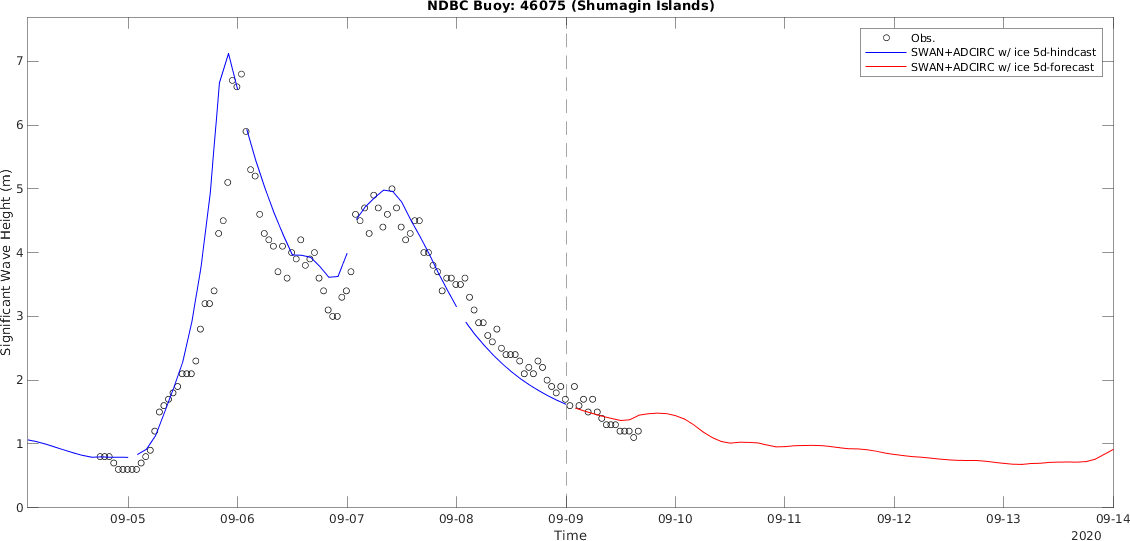 NDBC Buoy: 46075 (Shumagin Islands)
Obs.
SWAN+ADCIRC w/ ice 5d-hindcast
SWAN+ADCIRC w/ ice 5d-forecast
Significant Wave Height (m)
7
6
5
4
3
2
1
0
09-05 09-06 09-07 09-08 09-09 09-10 09-11 09-12 09-13 09-14
Time
2020